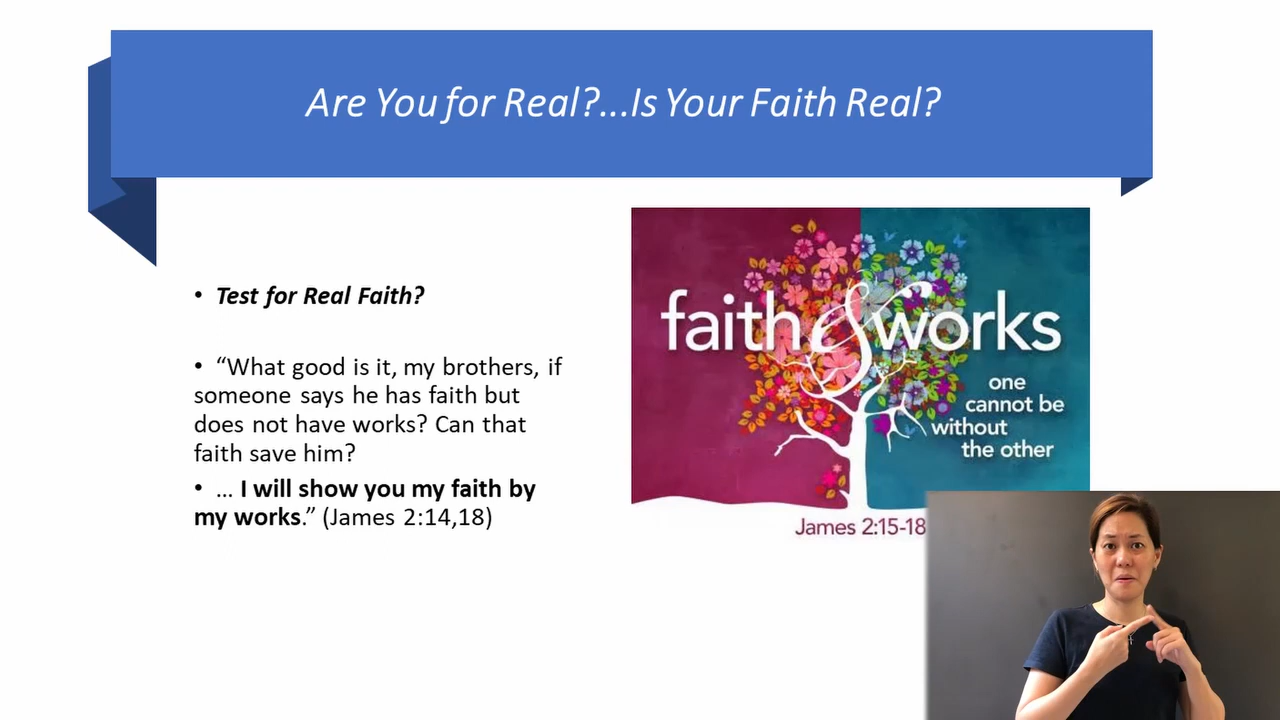 Are You for Real?...Is Your Faith Real?
• Test for Real Faith?
• “What good is it, my brothers, if
someone says he has faith but
does not have works? Can that
faith save him?
• ... I will show you my faith by
my works.” (James 2:14,18)
faith & works
one
cannot be
without
the other
James 2:15-18